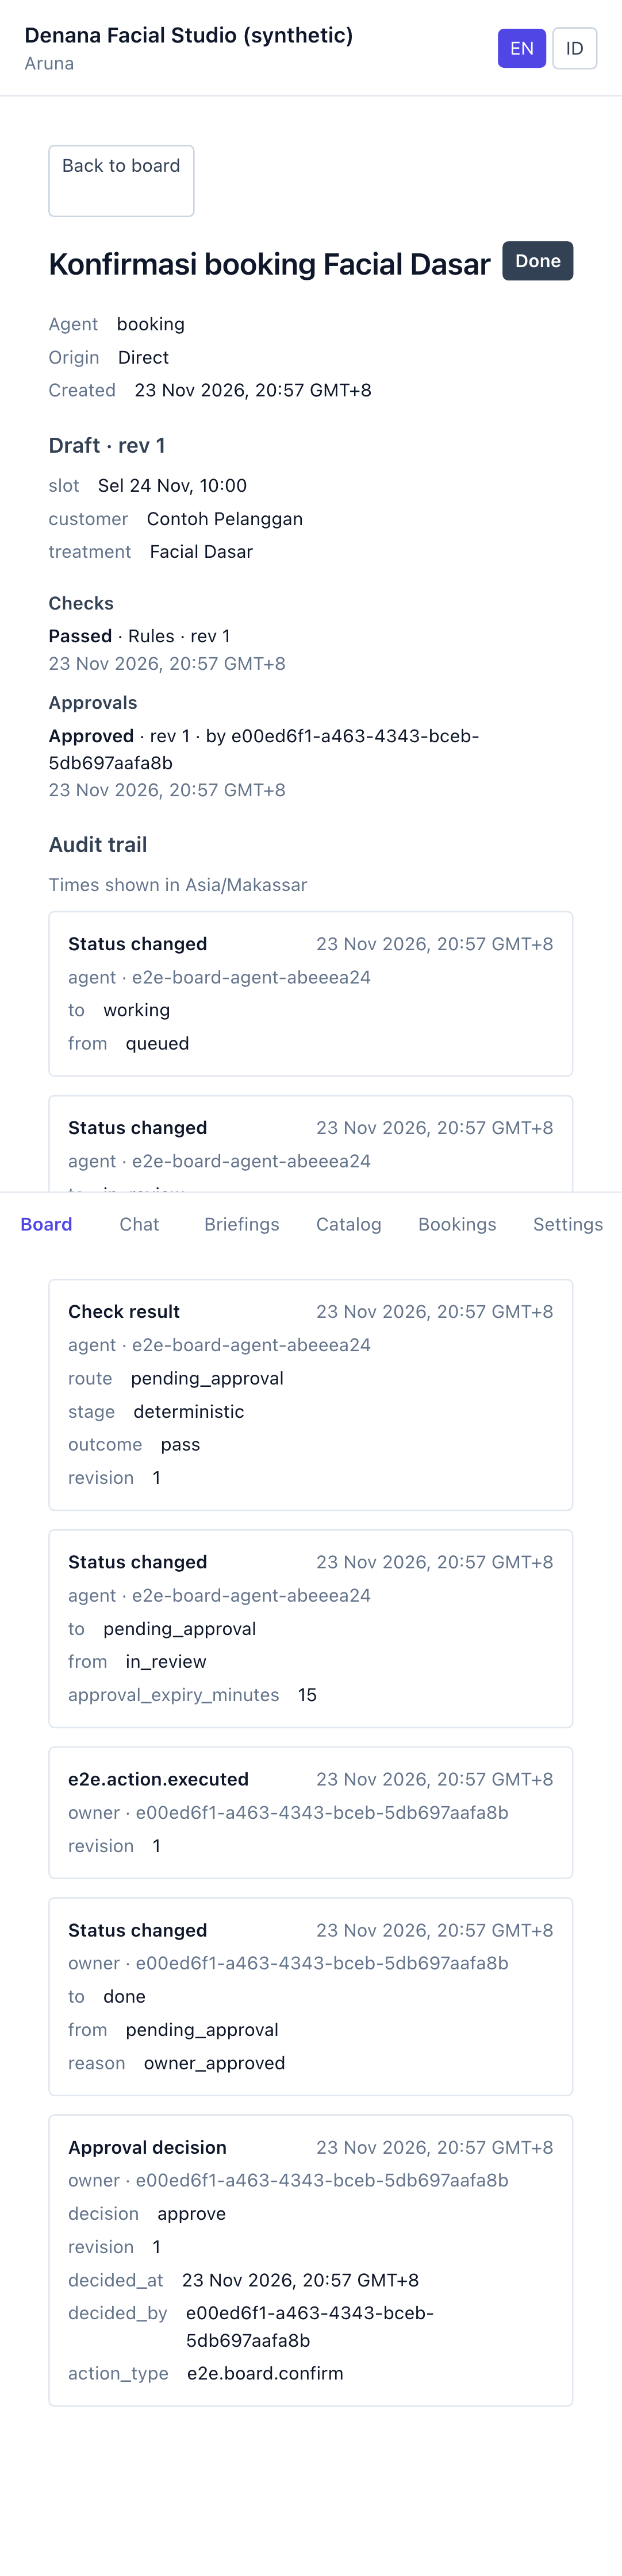 Denana Facial Studio (synthetic)
Aruna
EN
ID
Back to board
Konfirmasi booking Facial Dasar
Done
Agent booking
Origin Direct
Created 23 Nov 2026, 20:57 GMT+8
Draft · rev 1
slot Sel 24 Nov, 10:00
customer Contoh Pelanggan
treatment Facial Dasar
Checks
Passed · Rules · rev 1
23 Nov 2026, 20:57 GMT+8
Approvals
Approved · rev 1 · by e00ed6f1-a463-4343-bceb-
5db697aafa8b
23 Nov 2026, 20:57 GMT+8
Audit trail
Times shown in Asia/Makassar
Status changed 23 Nov 2026, 20:57 GMT+8
agent · e2e-board-agent-abeeea24
to working
from queued
Status changed 23 Nov 2026, 20:57 GMT+8
agent · e2e-board-agent-abeeea24
Board Chat Briefings Catalog Bookings Settings
Check result 23 Nov 2026, 20:57 GMT+8
agent · e2e-board-agent-abeeea24
route pending_approval
stage deterministic
outcome pass
revision 1
Status changed 23 Nov 2026, 20:57 GMT+8
agent · e2e-board-agent-abeeea24
to pending_approval
from in_review
approval_expiry_minutes 15
e2e.action.executed 23 Nov 2026, 20:57 GMT+8
owner · e00ed6f1-a463-4343-bceb-5db697aafa8b
revision 1
Status changed 23 Nov 2026, 20:57 GMT+8
owner · e00ed6f1-a463-4343-bceb-5db697aafa8b
to done
from pending_approval
reason owner_approved
Approval decision 23 Nov 2026, 20:57 GMT+8
owner · e00ed6f1-a463-4343-bceb-5db697aafa8b
decision approve
revision 1
decided_at 23 Nov 2026, 20:57 GMT+8
decided_by e00ed6f1-a463-4343-bceb-
5db697aafa8b
action_type e2e.board.confirm